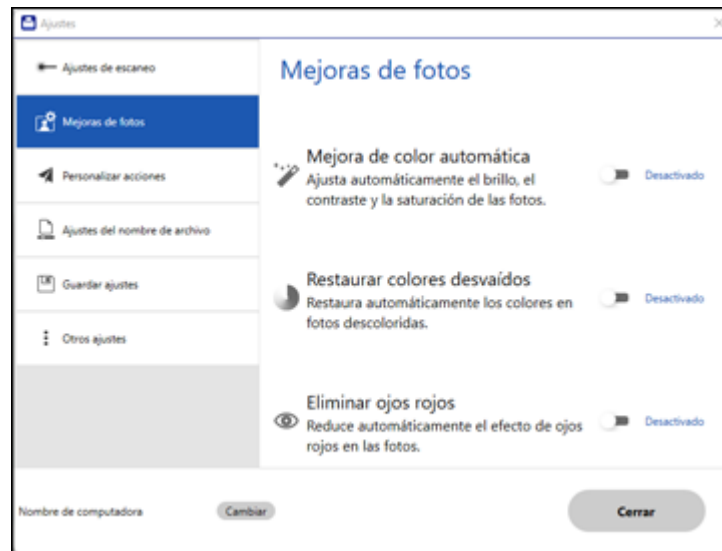 Ajustes
Ajustes de escaneo
Mejoras de fotos
Personalizar acciones
Ajustes del nombre de archivo
Guardar ajustes
Otros ajustes
Mejoras de fotos
Mejora de color automática
Ajusta automáticamente el brillo, el
contraste y la saturación de las fotos.
Desactivado
Restaurar colores desvaídos
Restaura automáticamente los colores en
fotos descoloridas.
Desactivado
Eliminar ojos rojos
Reduce automáticamente el efecto de ojos
rojos en las fotos.
Desactivado
Nombre de computadora
Cambiar
Cerrar